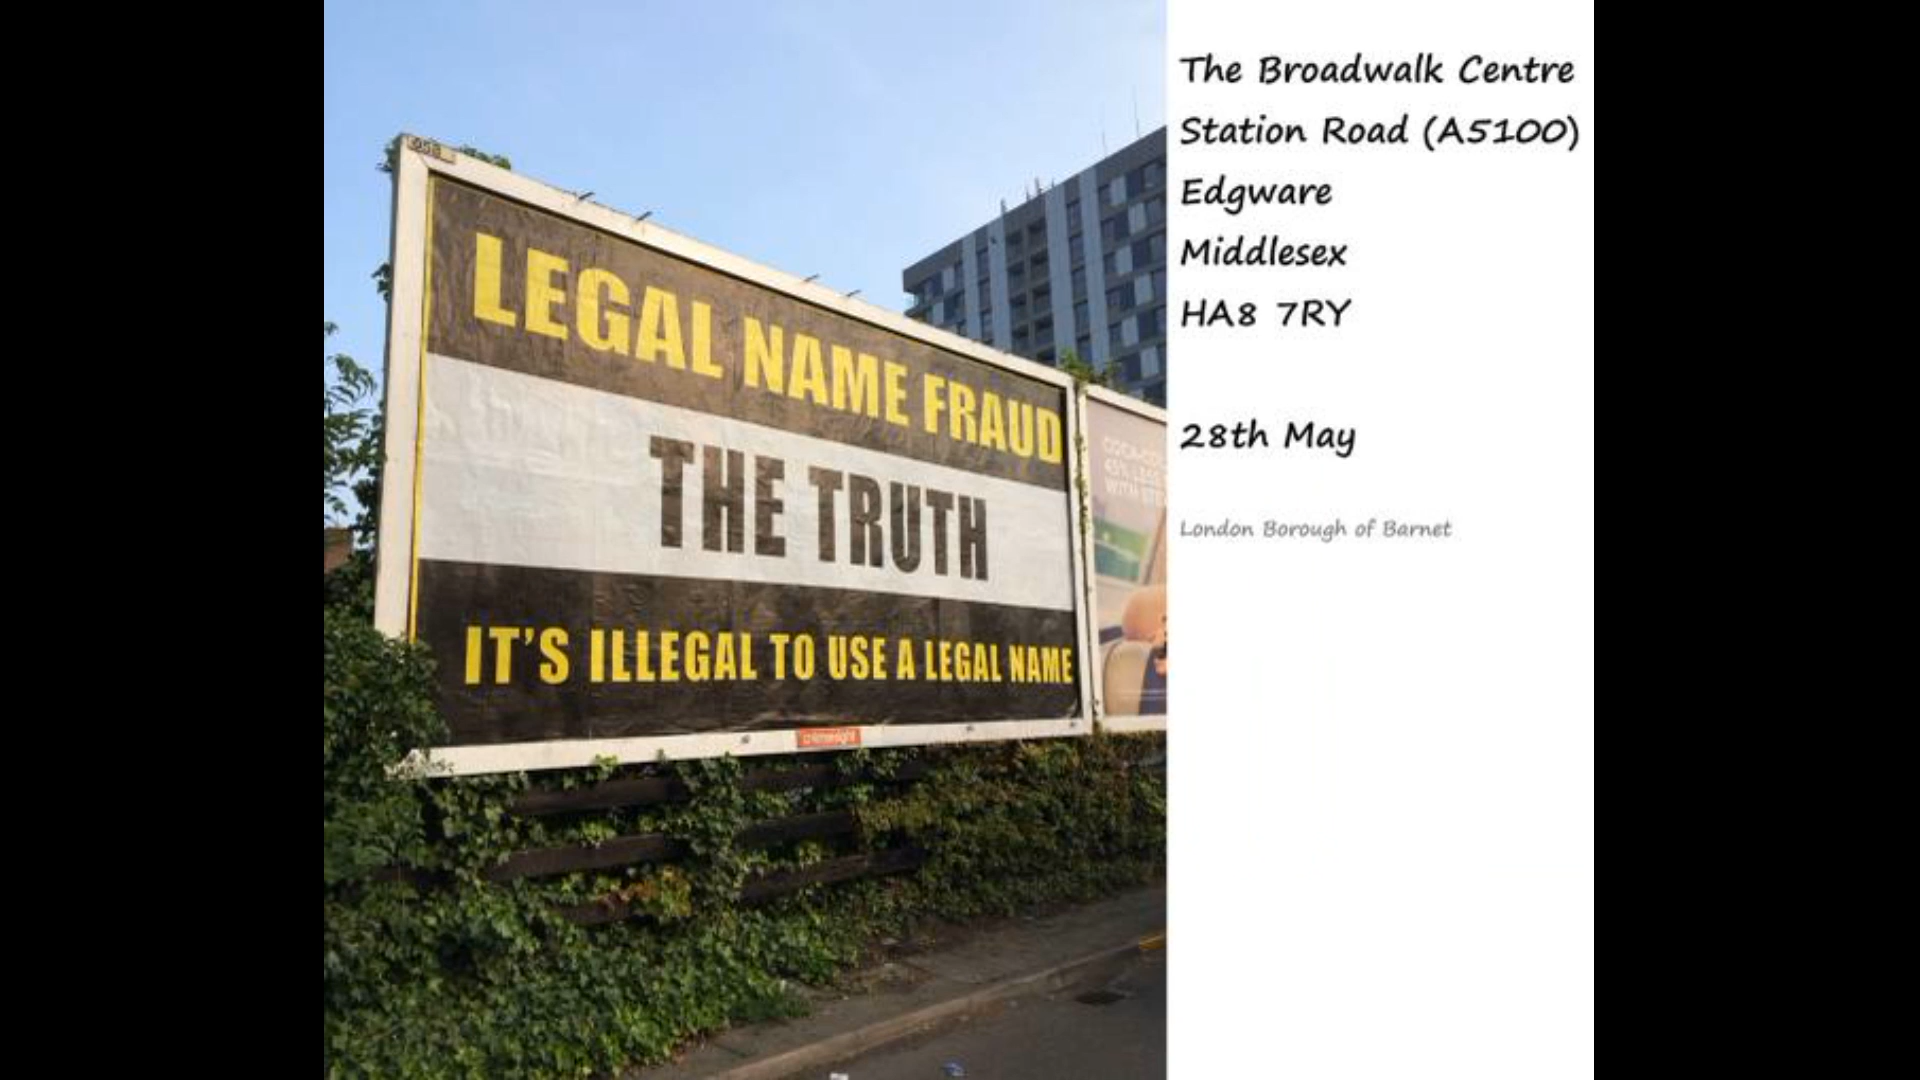 LEGAL NAME FRAUD
THE TRUTH
IT'S ILLEGAL TO USE A LEGAL NAME
The Broadwalk Centre
Station Road (A5100)
Edgware
Middlesex
HA8 7RY
28th May
London Borough of Barnet